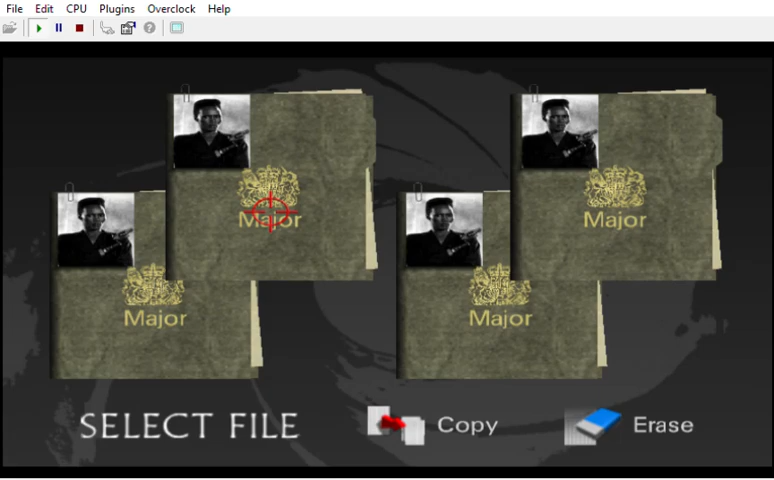 File Edit CPU Plugins Overclock Help
Major
Major
Major
Major
SELECT FILE
Copy
Erase